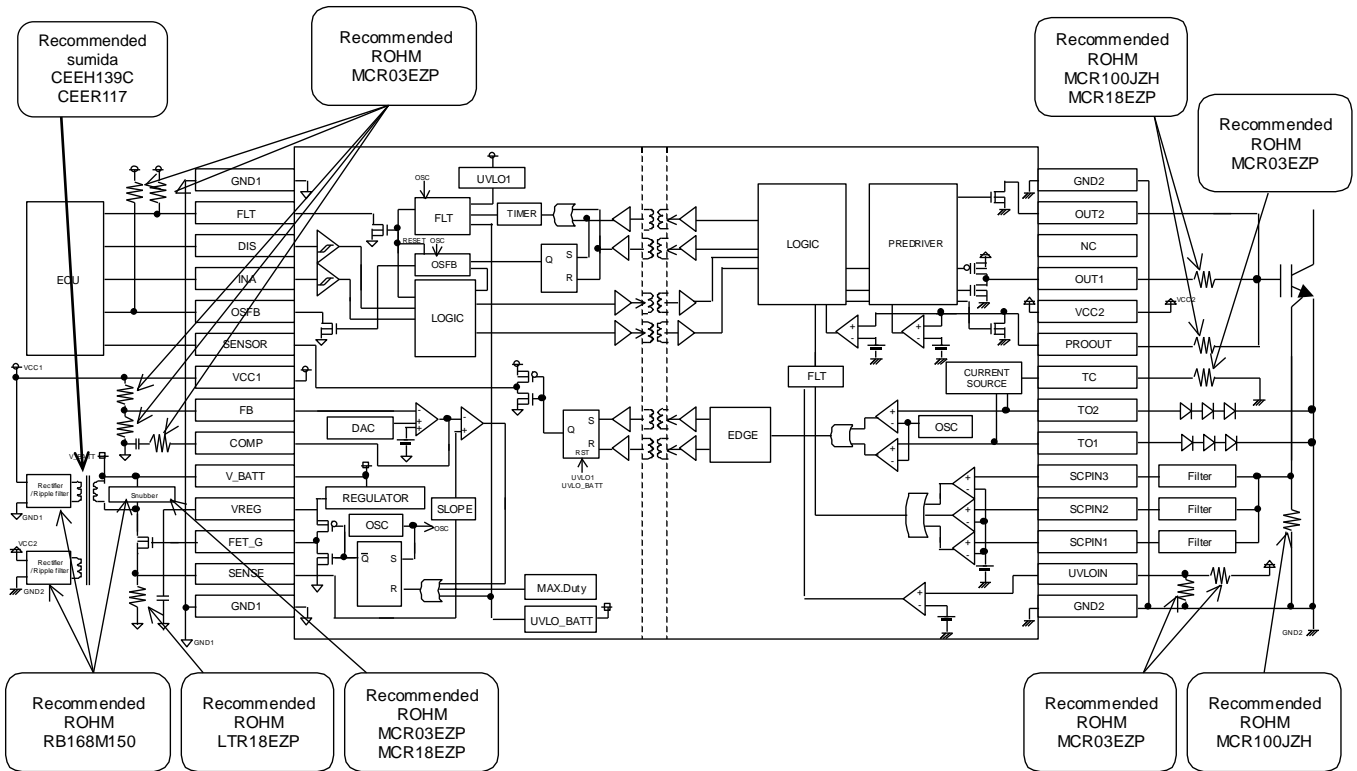 Recommended
sumida
CEEH139C
CEER117
Recommended
ROHM
MCR03EZP
Recommended
ROHM
MCR100JZH
MCR18EZP
Recommended
ROHM
MCR03EZP
ECU
GND1
FLT
DIS
INA
OSFB
SENSOR
VCC1
FB
COMP
V_BATT
VREG
FET_G
SENSE
GND1
VCC1
V_BATT
Rectifier
/Ripple filter
GND1
Snubber
VCC2
Rectifier
/Ripple filter
GND2
GND1
OSC
UVLO1
FLT
TIMER
RESET
OSC
OSFB
Q
S
R
LOGIC
DAC
-
+
+
-
+
Q
S
R
RST
UVLO1
UVLO_BATT
REGULATOR
SLOPE
OSC
OSC
Q
S
R
MAX.Duty
UVLO_BATT
LOGIC
PREDRIVER
+
-
+
-
FLT
CURRENT
SOURCE
EDGE
+
-
+
-
OSC
+
-
+
-
+
-
+
-
GND2
OUT2
NC
OUT1
VCC2
PROOUT
TC
TO2
TO1
SCPIN3
SCPIN2
SCPIN1
UVLOIN
GND2
VCC2
Filter
Filter
Filter
GND2
Recommended
ROHM
RB168M150
Recommended
ROHM
LTR18EZP
Recommended
ROHM
MCR03EZP
MCR18EZP
Recommended
ROHM
MCR03EZP
Recommended
ROHM
MCR100JZH